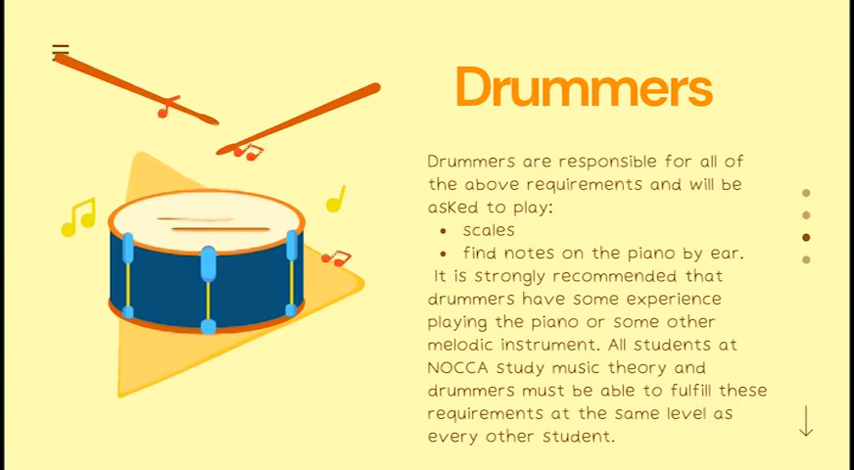 Drummers
Drummers are responsible for all of
the above requirements and will be
asKed to play:
• scales
• find notes on the piano by ear.
It is strongly recommended that
drummers have some experience
playing the piano or some other
melodic instrument. All students at
NOCCA study music theory and
drummers must be able to fulfill these
requirements at the same level as
every other student.